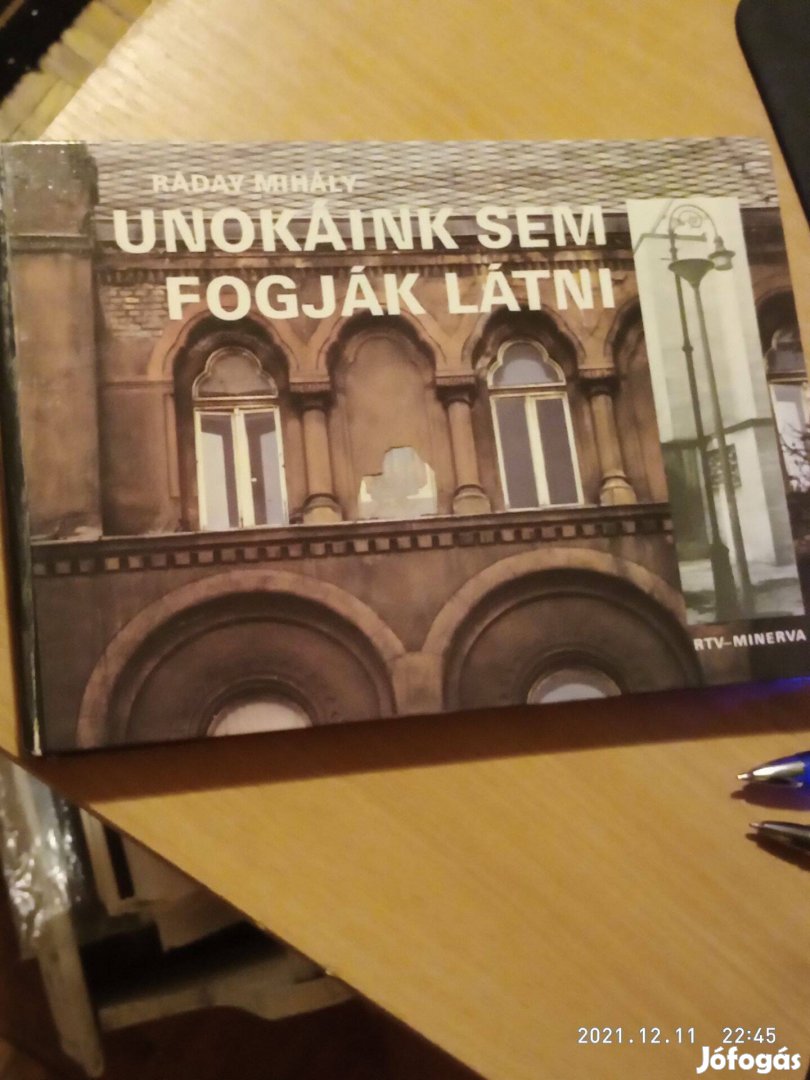 RÁDAY MIHÁLY
UNOKÁINK SEM
FOGJÁK LÁTNI
RTV–MINERVA
2021.12.11 22:45
Jófogás